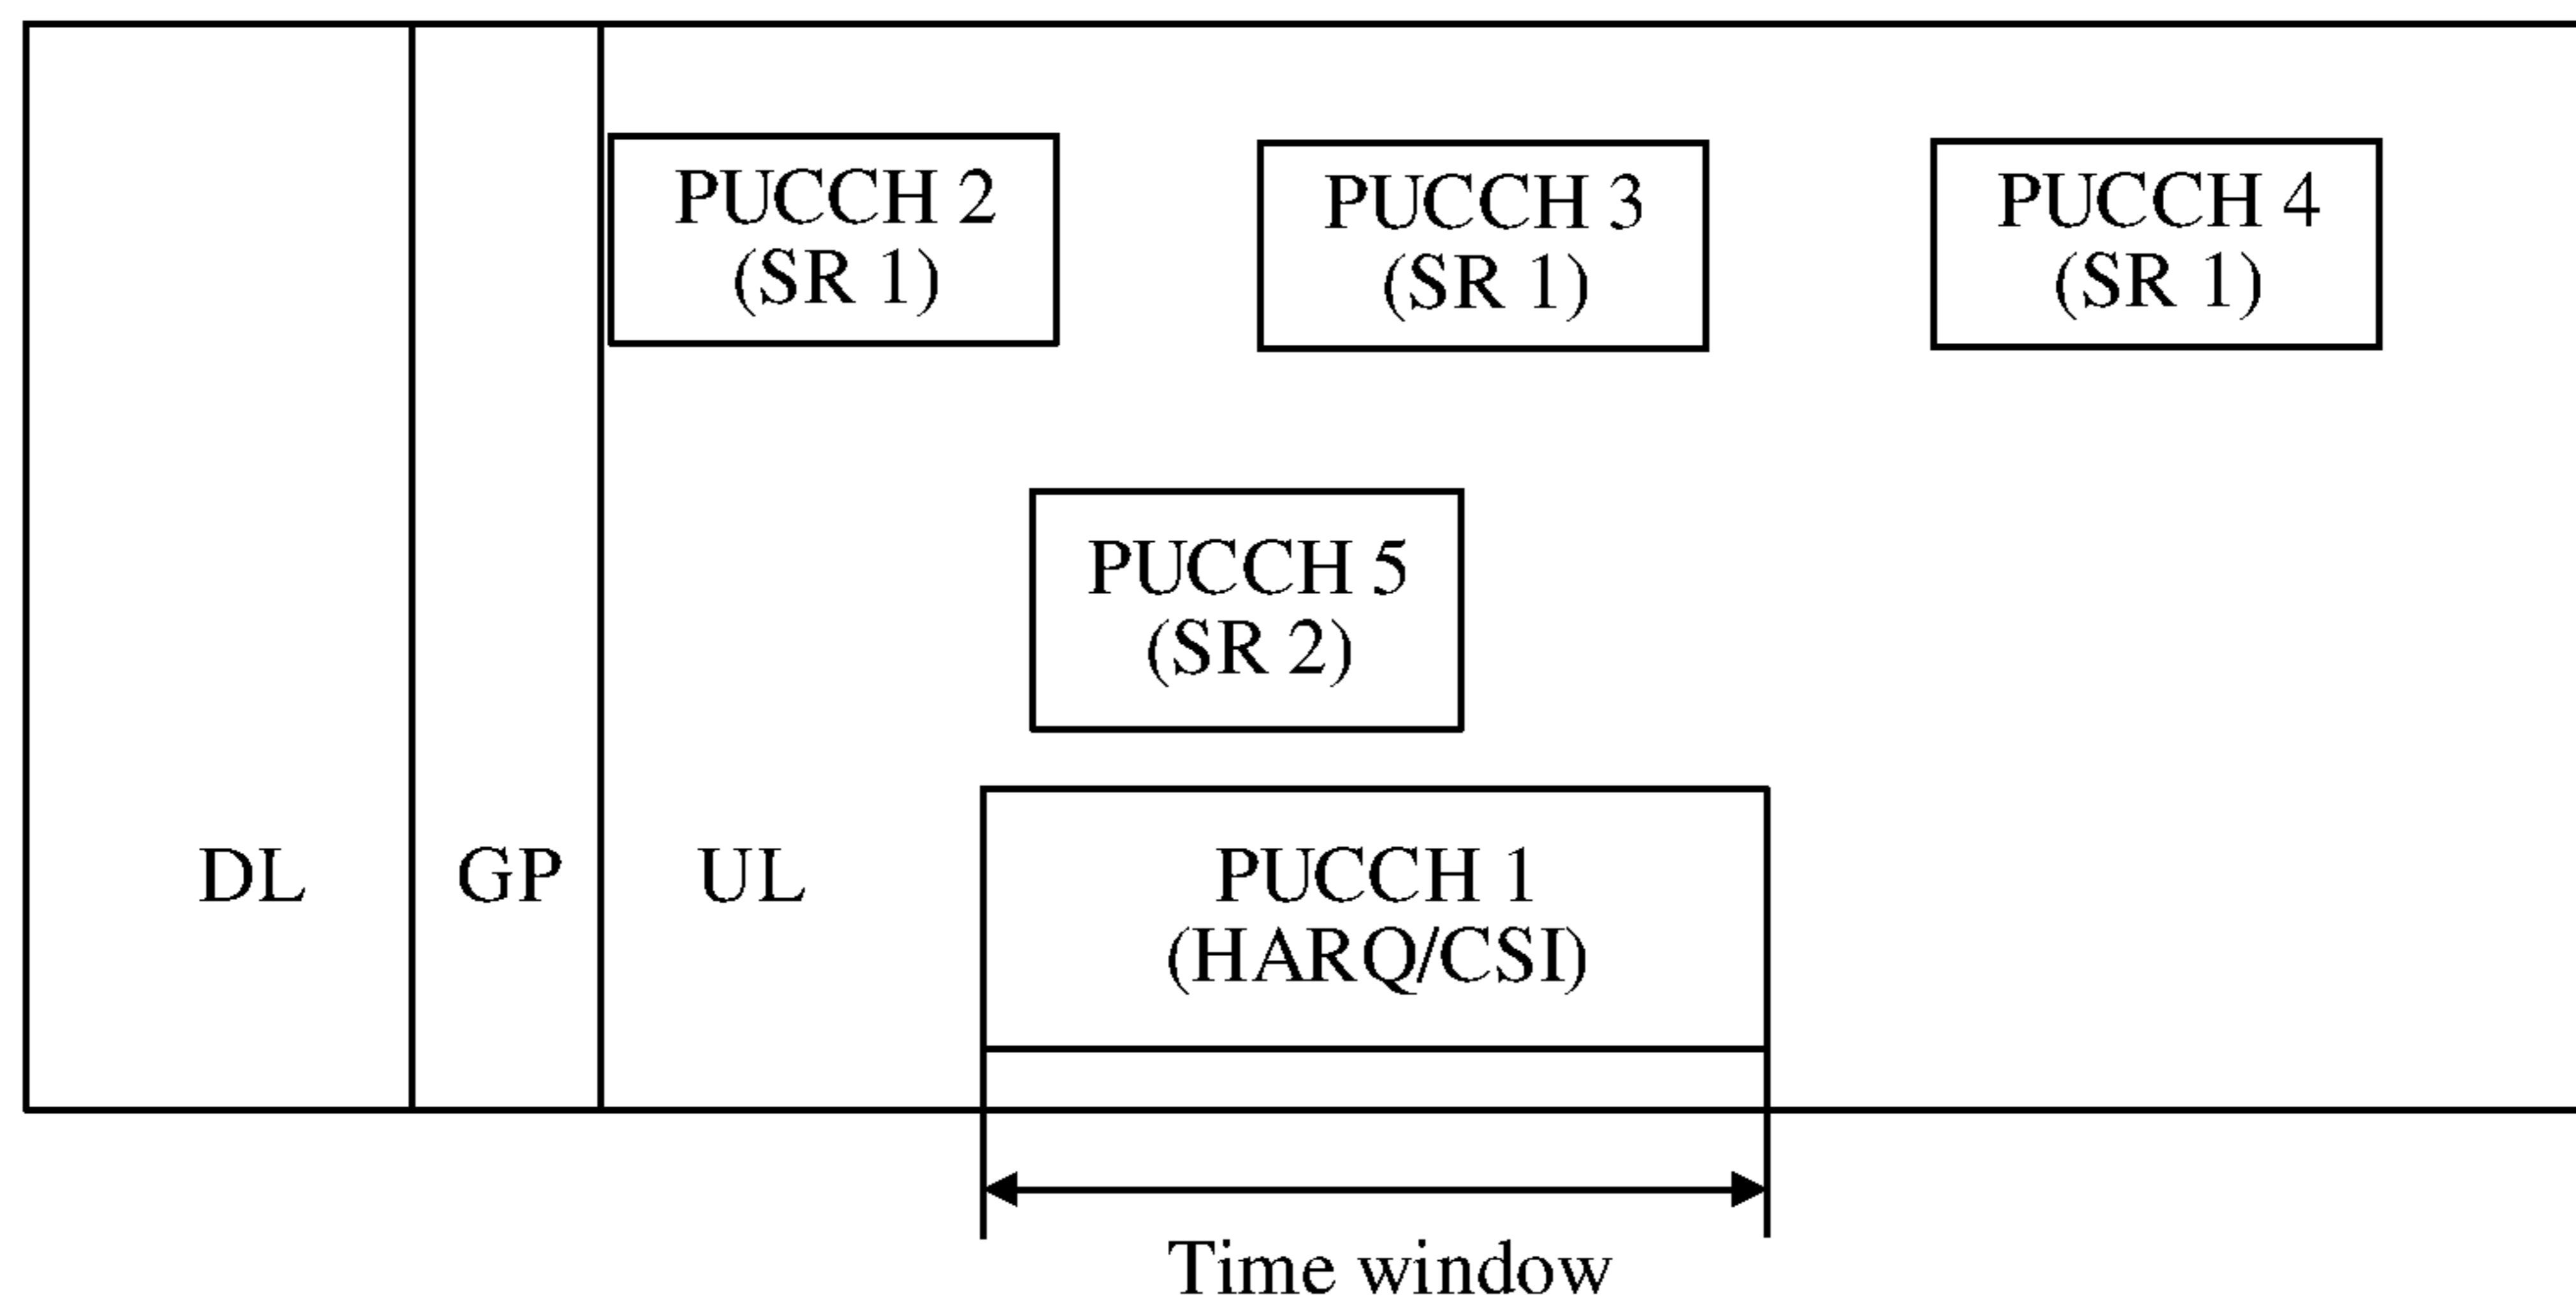 PUCCH 2
(SR 1)
PUCCH 3
(SR 1)
PUCCH 4
(SR 1)
PUCCH 5
(SR 2)
DL
GP
UL
PUCCH 1
(HARQ/CSI)
Time window